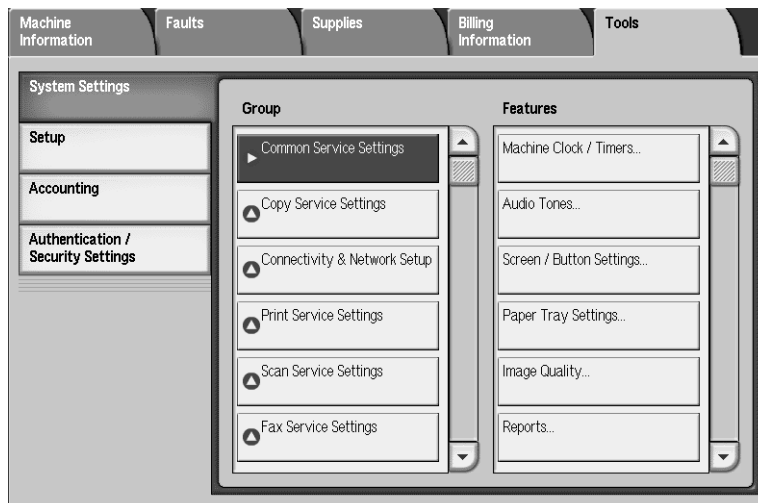 Machine
Information
Faults
Supplies
Billing
Information
Tools
System Settings
Setup
Accounting
Authentication /
Security Settings
Group
Common Service Settings
Copy Service Settings
Connectivity & Network Setup
Print Service Settings
Scan Service Settings
Fax Service Settings
Features
Machine Clock / Timers...
Audio Tones...
Screen / Button Settings...
Paper Tray Settings...
Image Quality...
Reports...